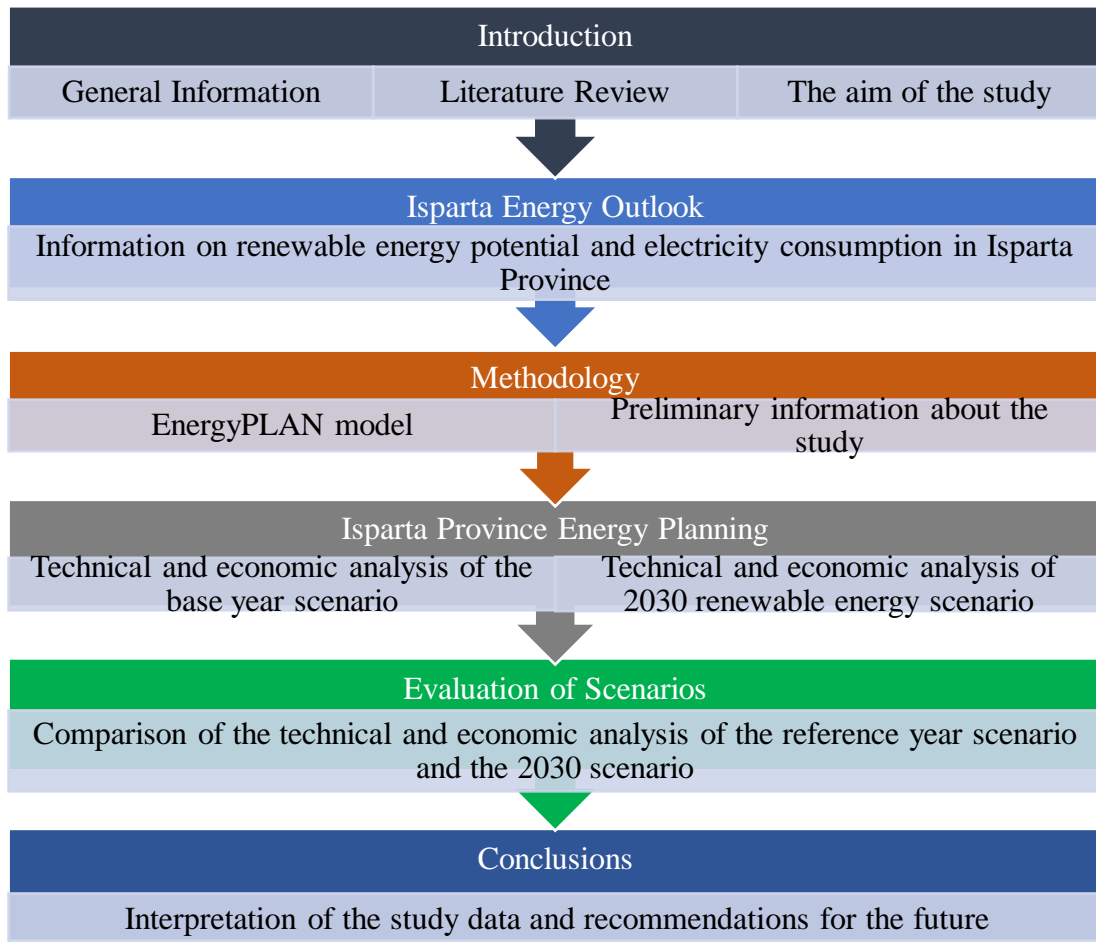 Introduction
General Information
Literature Review
The aim of the study
Isparta Energy Outlook
Information on renewable energy potential and electricity consumption in Isparta
Province
Methodology
EnergyPLAN model
Preliminary information about the
study
Isparta Province Energy Planning
Technical and economic analysis of the
base year scenario
Technical and economic analysis of
2030 renewable energy scenario
Evaluation of Scenarios
Comparison of the technical and economic analysis of the reference year scenario
and the 2030 scenario
Conclusions
Interpretation of the study data and recommendations for the future